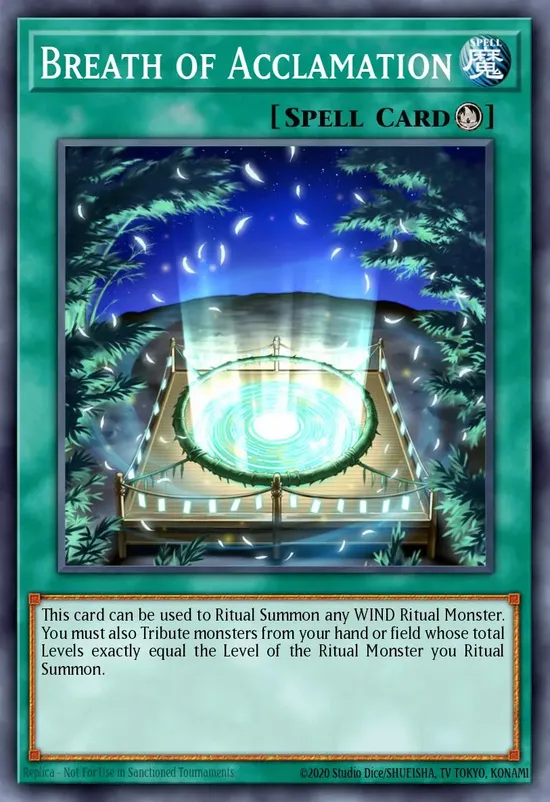 BREATH OF ACCLAMATION
SPELL
魔
[SPELL CARD]
This card can be used to Ritual Summon any WIND Ritual Monster.
You must also Tribute monsters from your hand or field whose total
Levels exactly equal the Level of the Ritual Monster you Ritual
Summon.
Replica - Not For Use in Sanctioned Tournaments
©2020 Studio Dice/SHUEISHA, TV TOKYO, KONAMI